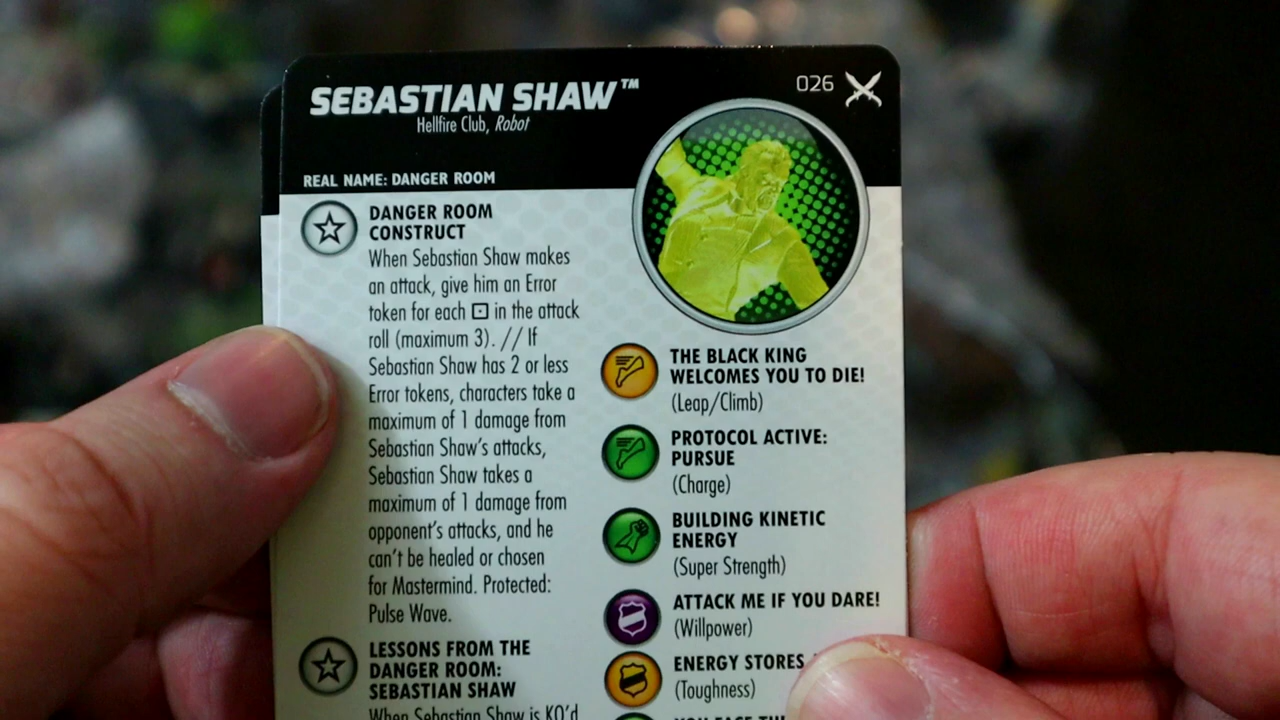 SEBASTIAN SHAW™
026
Hellfire Club, Robot
REAL NAME: DANGER ROOM
DANGER ROOM
CONSTRUCT
When Sebastian Shaw makes
an attack, give him an Error
token for each ⚀ in the attack
roll (maximum 3). // If
Sebastian Shaw has 2 or less
Error tokens, characters take a
maximum of 1 damage from
Sebastian Shaw's attacks,
Sebastian Shaw takes a
maximum of 1 damage from
opponent's attacks, and he
can't be healed or chosen
for Mastermind. Protected:
Pulse Wave.
LESSONS FROM THE
DANGER ROOM:
SEBASTIAN SHAW
When Sebastian Shaw is KO'd
THE BLACK KING
WELCOMES YOU TO DIE!
(Leap/Climb)
PROTOCOL ACTIVE:
PURSUE
(Charge)
BUILDING KINETIC
ENERGY
(Super Strength)
ATTACK ME IF YOU DARE!
(Willpower)
ENERGY STORES
(Toughness)
YOU FACE